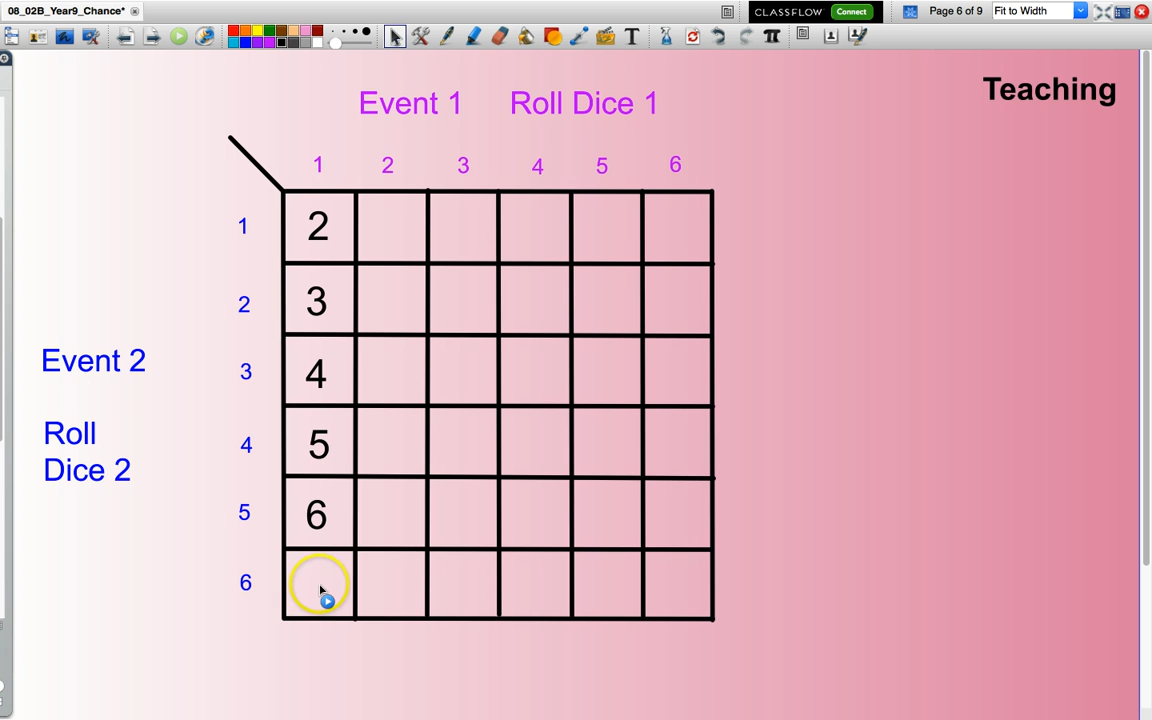 08_02B_Year9_Chance*
CLASSFLOW Connect
Page 6 of 9
Fit to Width
T
π
Teaching
Event 1 Roll Dice 1
1 2 3 4 5 6
1 2
2 3
3 4
Event 2
4 5
Roll
Dice 2
5 6
6